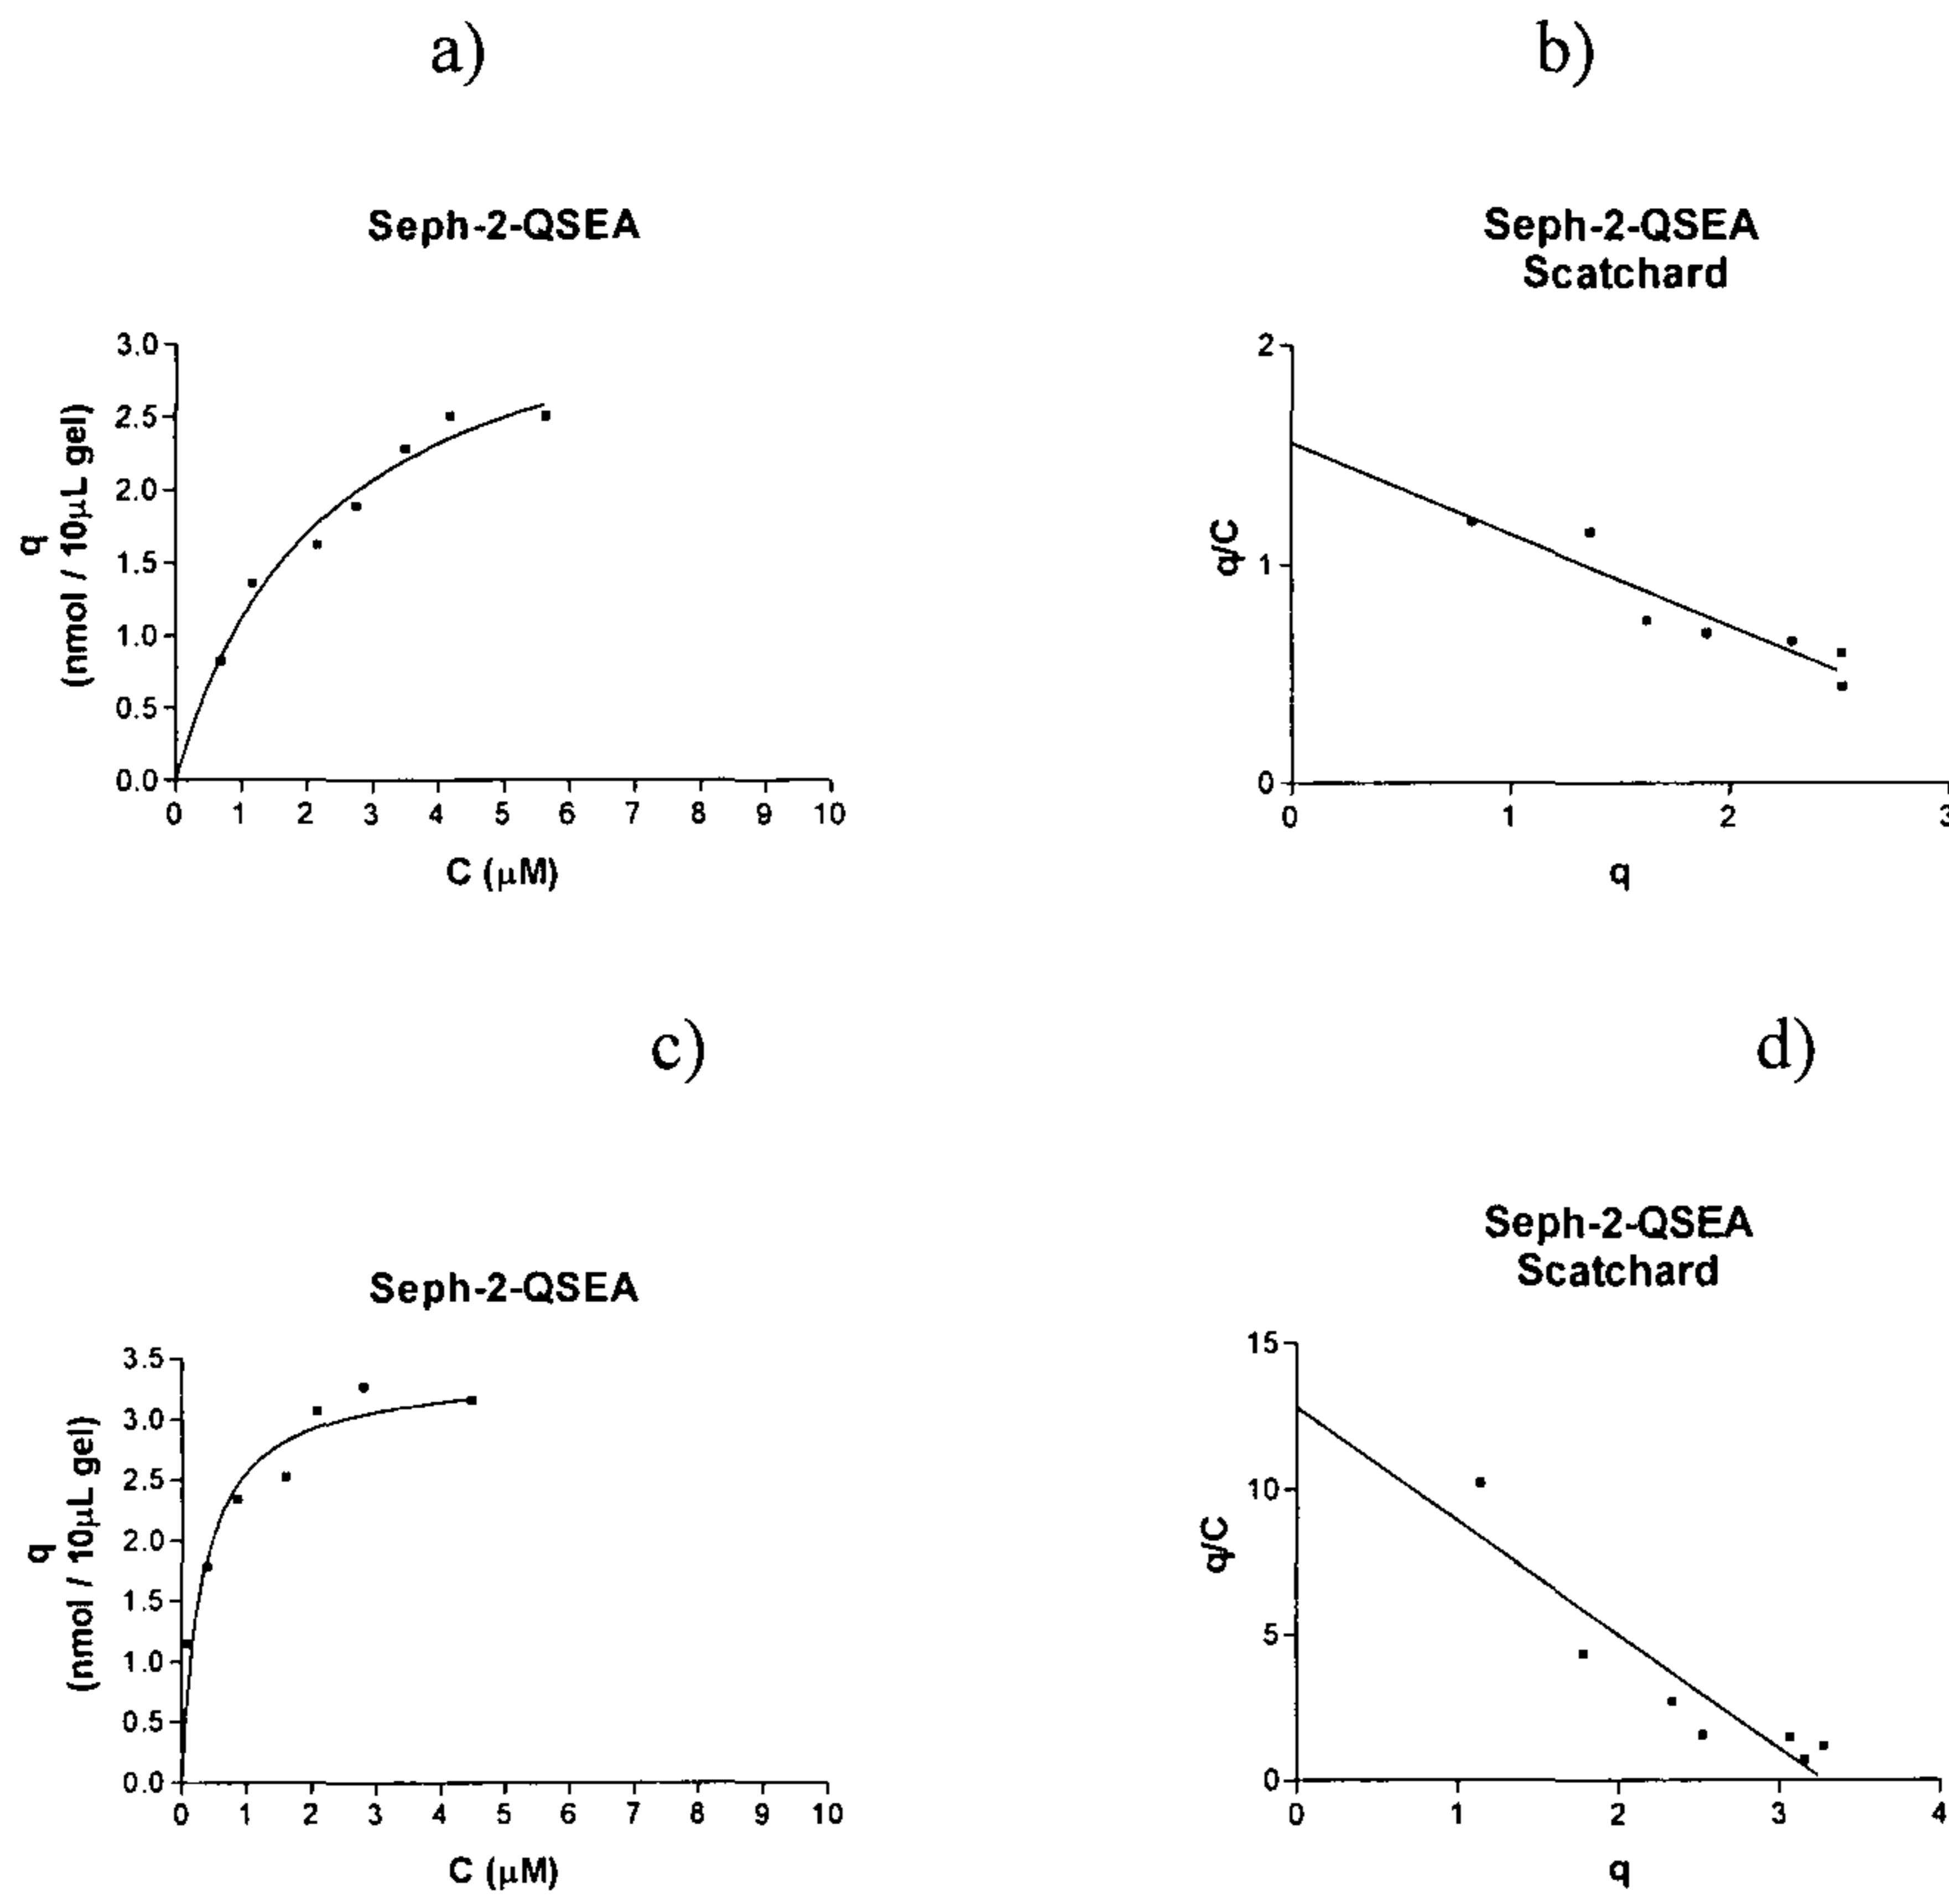 a)
b)
Seph-2-QSEA
3.0
2.5
2.0
1.5
1.0
0.5
0.0
q
(nmol / 10μL gel)
0 1 2 3 4 5 6 7 8 9 10
C (μM)
Seph-2-QSEA
Scatchard
2
1
0
q/C
0 1 2 3
q
c)
d)
Seph-2-QSEA
3.5
3.0
2.5
2.0
1.5
1.0
0.5
0.0
q
(nmol / 10μL gel)
0 1 2 3 4 5 6 7 8 9 10
C (μM)
Seph-2-QSEA
Scatchard
15
10
5
0
q/C
0 1 2 3 4
q